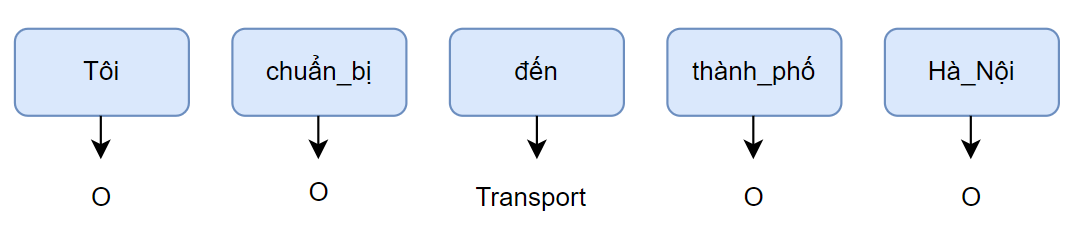 Tôi chuẩn_bị đến thành_phố Hà_Nội
O O Transport O O